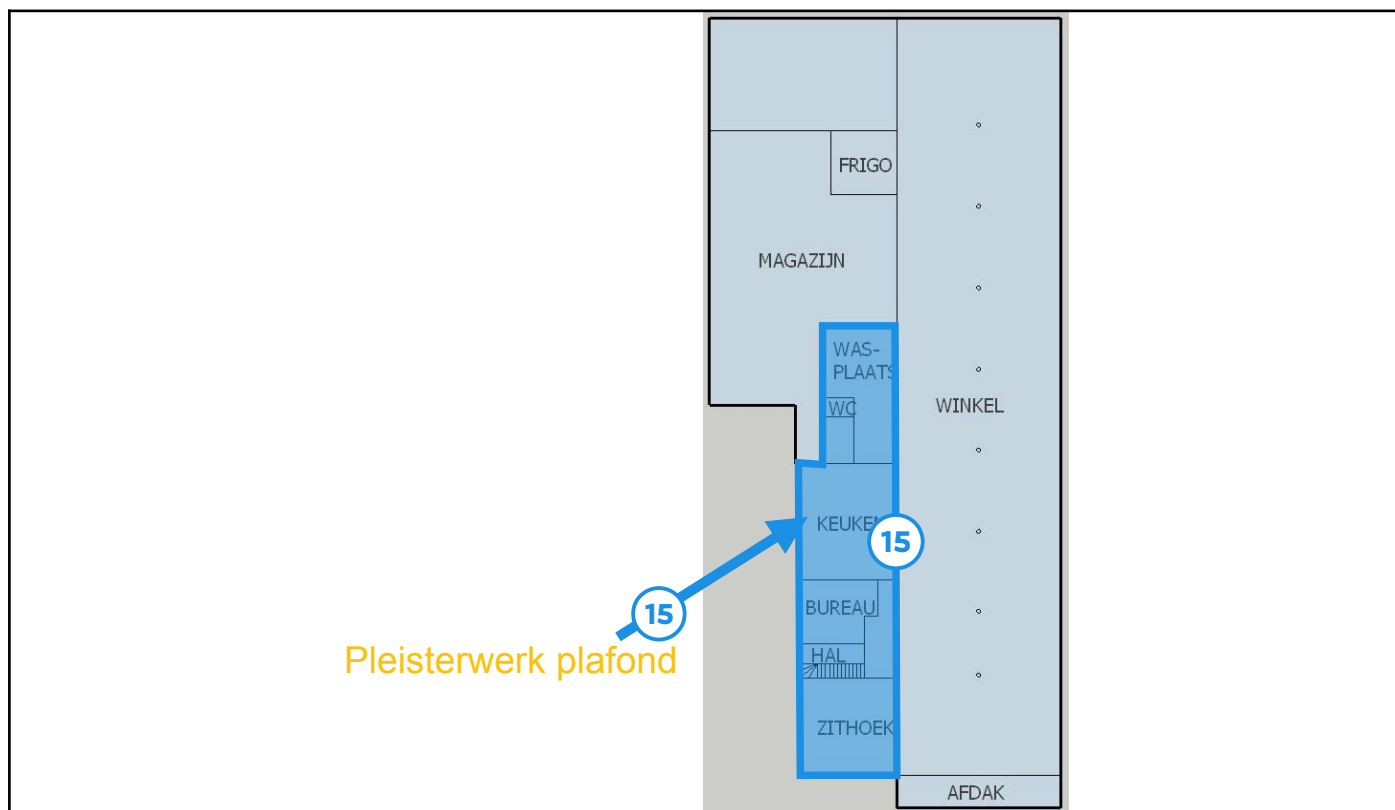 FRIGO
MAGAZIJN
WAS-
PLAATS
WC
WINKEL
KEUKEN
15
BUREAU
15
HAL
Pleisterwerk plafond
ZITHOEK
AFDAK